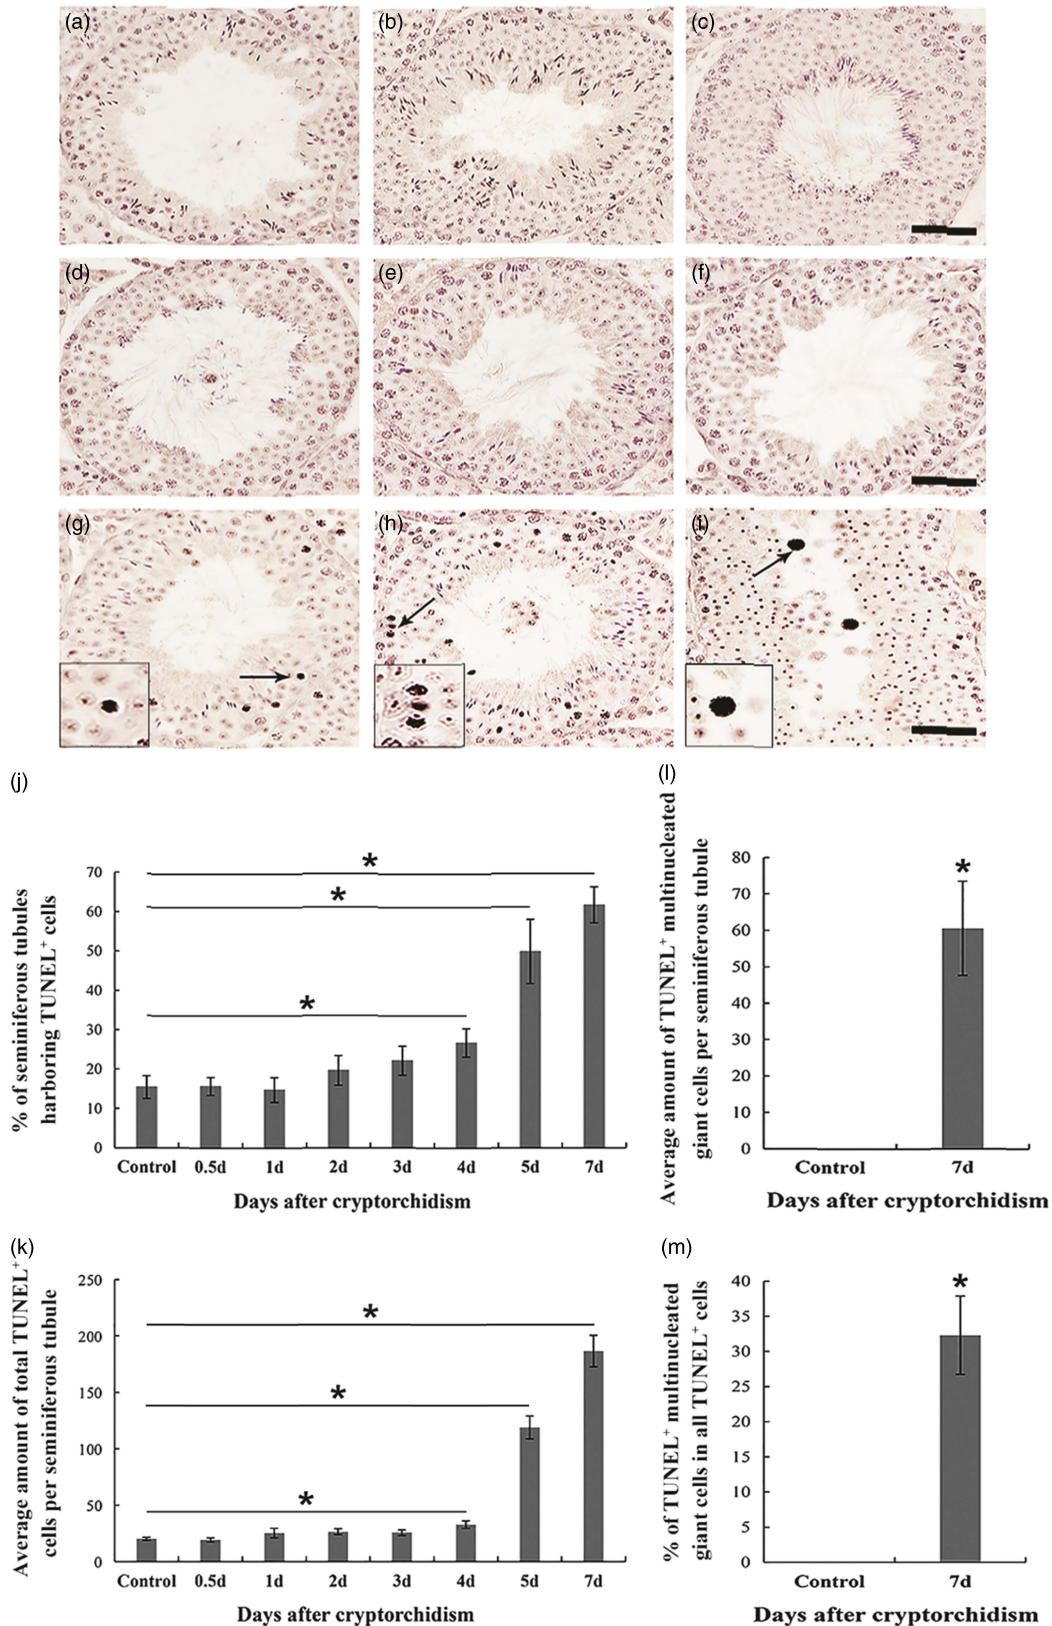 (a)
(b)
(c)
(d)
(e)
(f)
(g)
(h)
(i)
(j)
% of seminiferous tubules
harboring TUNEL⁺ cells
70
60
50
40
30
20
10
0
*
*
*
Control 0.5d 1d 2d 3d 4d 5d 7d
Days after cryptorchidism
(l)
Average amount of TUNEL⁺ multinucleated
giant cells per seminiferous tubule
80
70
60
50
40
30
20
10
0
*
Control 7d
Days after cryptorchidism
(k)
Average amount of total TUNEL⁺
cells per seminiferous tubule
250
200
150
100
50
0
*
*
*
Control 0.5d 1d 2d 3d 4d 5d 7d
Days after cryptorchidism
(m)
% of TUNEL⁺ multinucleated
giant cells in all TUNEL⁺ cells
40
35
30
25
20
15
10
5
0
*
Control 7d
Days after cryptorchidism